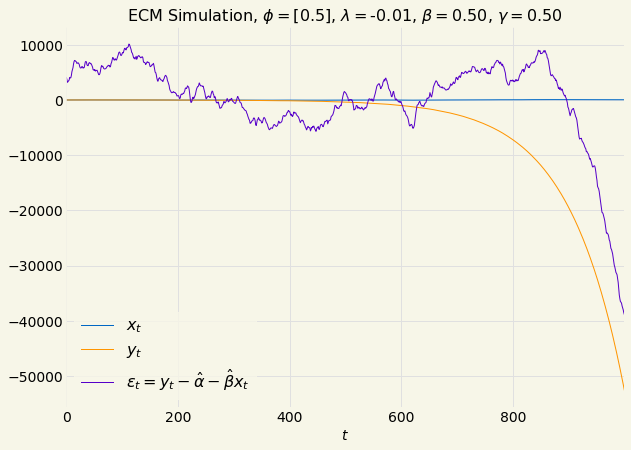 ECM Simulation, ϕ = [0.5], λ = -0.01, β = 0.50, γ = 0.50
10000
0
−10000
−20000
−30000
−40000
−50000
x_t
y_t
ε_t = y_t − α̂ − β̂x_t
0 200 400 600 800
t